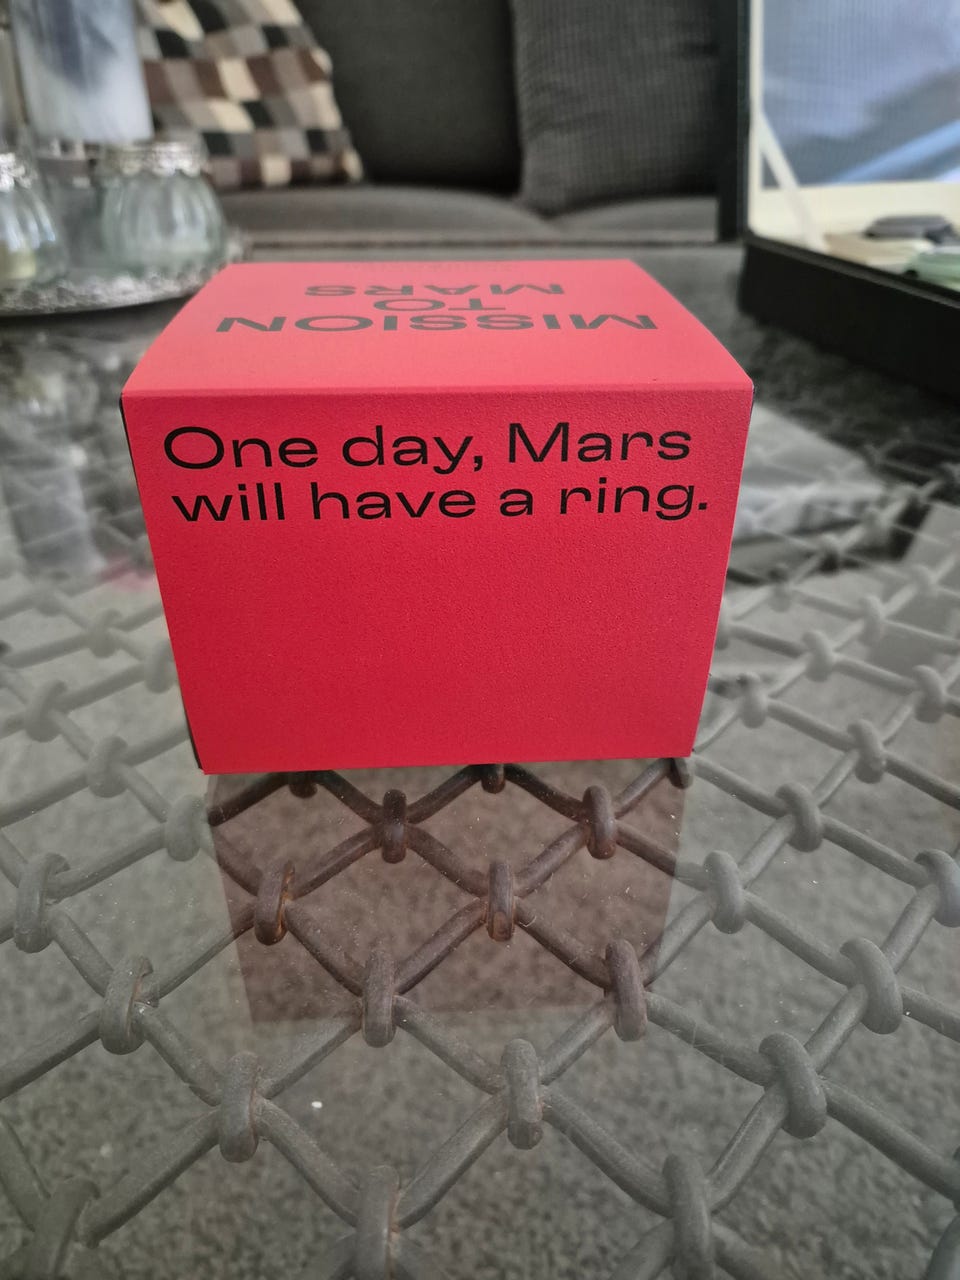 MISSION
TO
MARS
One day, Mars
will have a ring.